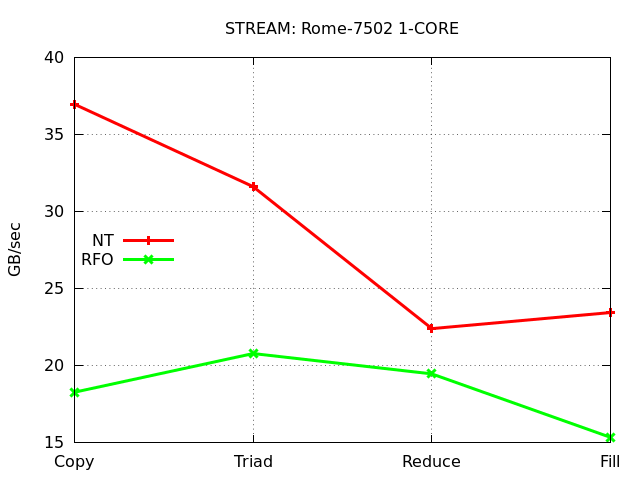 STREAM: Rome-7502 1-CORE
40
35
30
25
20
15
GB/sec
NT
RFO
Copy Triad Reduce Fill